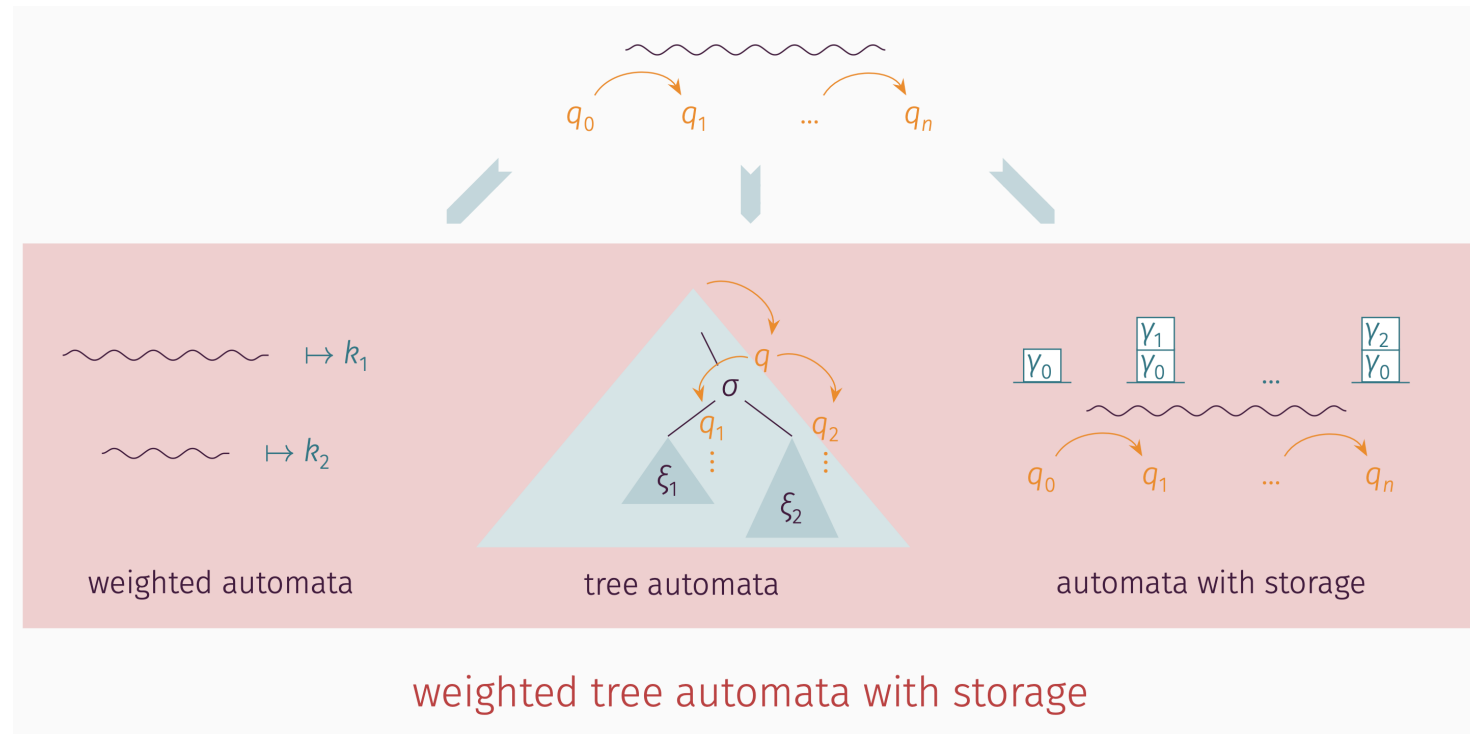 q₀ q₁ ... qₙ
↦ k₁
↦ k₂
q
σ
q₁ q₂
⋮ ⋮
ξ₁
ξ₂
γ₁ γ₂
γ₀ γ₀ ... γ₀
q₀ q₁ ... qₙ
weighted automata
tree automata
automata with storage
weighted tree automata with storage